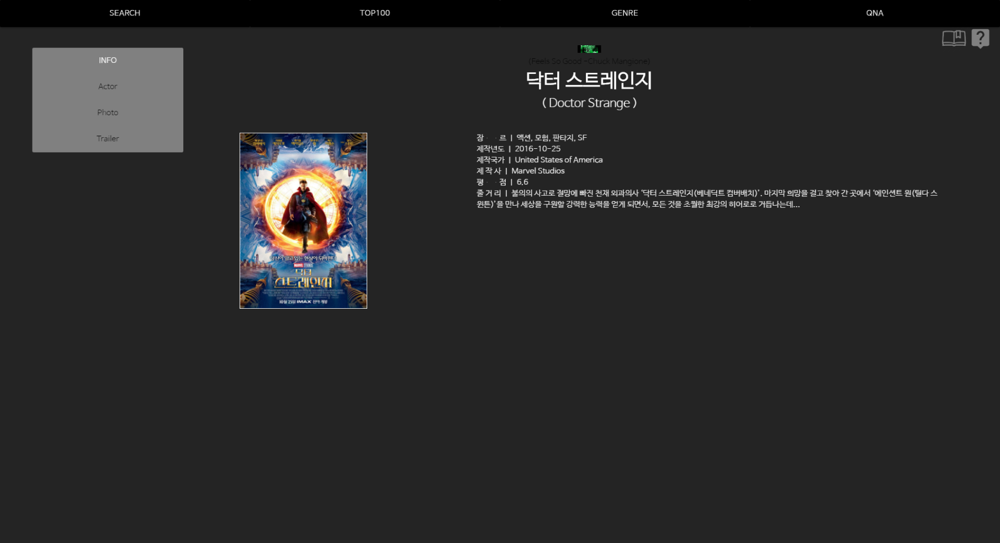 SEARCH
TOP100
GENRE
QNA
INFO
Actor
Photo
Trailer
(Feels So Good -Chuck Mangione)
닥터 스트레인지
( Doctor Strange )
장 · · 르 | 액션, 모험, 판타지, SF
제작년도 | 2016-10-25
제작국가 | United States of America
제 작 사 | Marvel Studios
평 · · 점 | 6.6
줄 거 리 | 불의의 사고로 절망에 빠진 천재 외과의사 ‘닥터 스트레인지(베네딕트 컴버배치)’. 마지막 희망을 걸고 찾아 간 곳에서 ‘에인션트 원(틸다 스
윈튼)’을 만나 세상을 구원할 강력한 능력을 얻게 되면서, 모든 것을 초월한 최강의 히어로로 거듭나는데...
당신이 알고 있는 현실이 뒤바뀐다
MARVEL STUDIOS
닥터
스트레인지
10월 25일 IMAX 전야 개봉